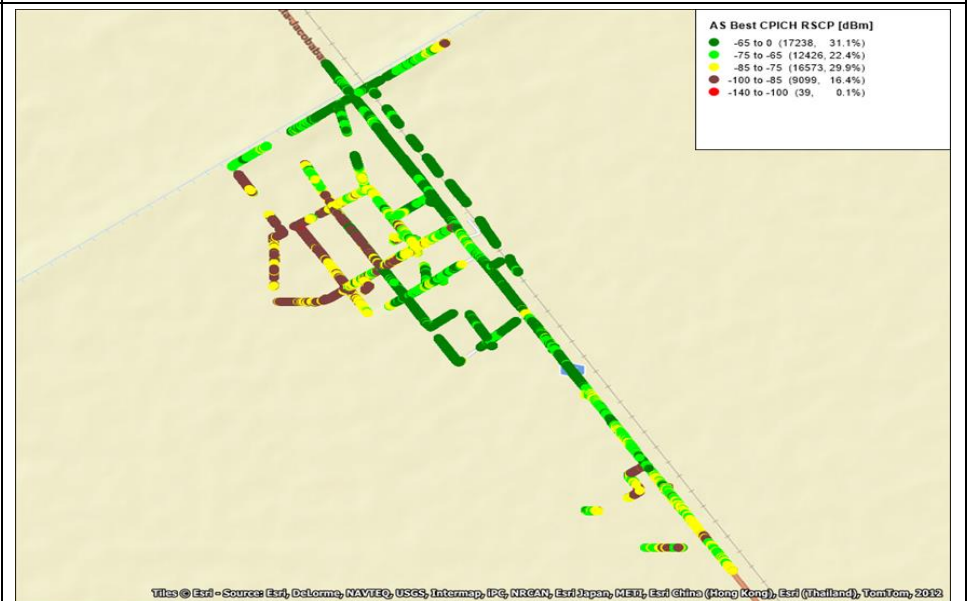 AS Best CPICH RSCP [dBm]
-65 to 0 (17238, 31.1%)
-75 to -65 (12426, 22.4%)
-85 to -75 (16573, 29.9%)
-100 to -85 (9099, 16.4%)
-140 to -100 (39, 0.1%)
Tiles © Esri - Source: Esri, DeLorme, NAVTEQ, USGS, Intermap, iPC, NRCAN, Esri Japan, METI, Esri China (Hong Kong), Esri (Thailand), TomTom, 2012